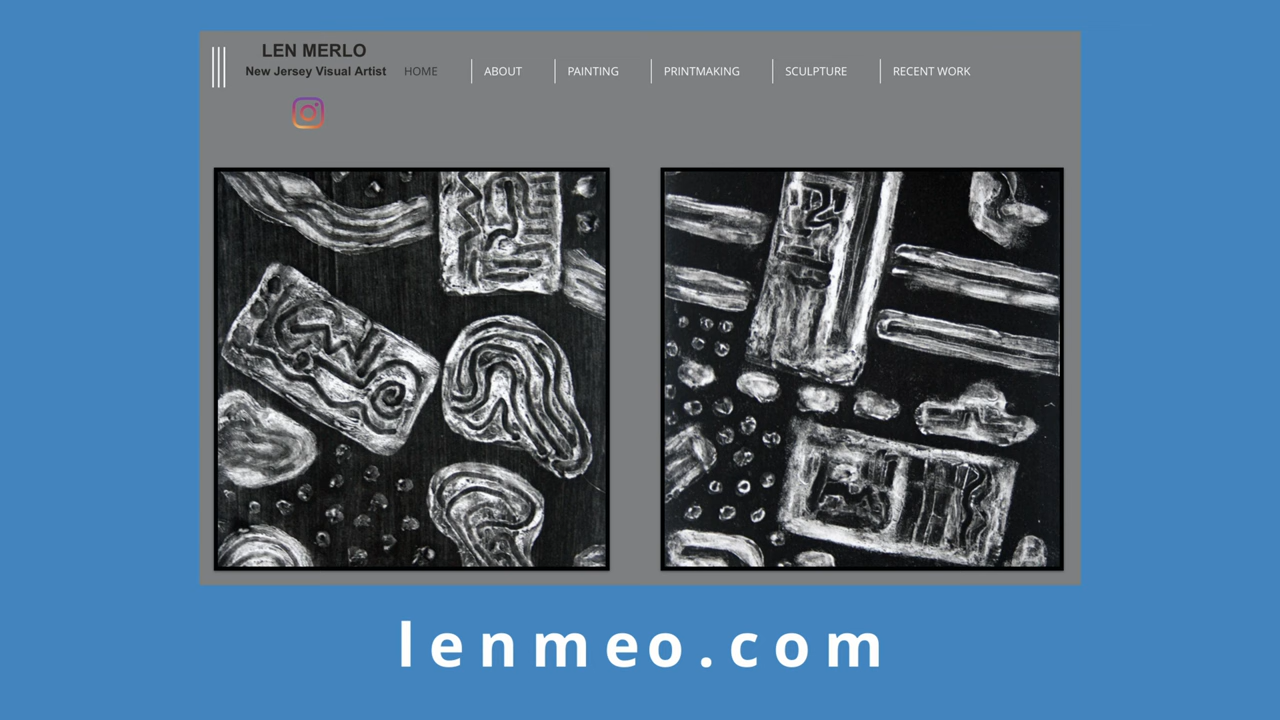 LEN MERLO
New Jersey Visual Artist
HOME
ABOUT
PAINTING
PRINTMAKING
SCULPTURE
RECENT WORK
lenmeo.com